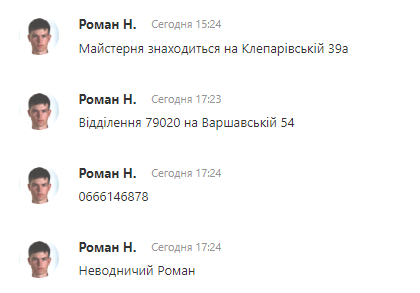 Роман Н. Сегодня 15:24
Майстерня знаходиться на Клепарівській 39а
Роман Н. Сегодня 17:23
Відділення 79020 на Варшавській 54
Роман Н. Сегодня 17:24
0666146878
Роман Н. Сегодня 17:24
Неводничий Роман